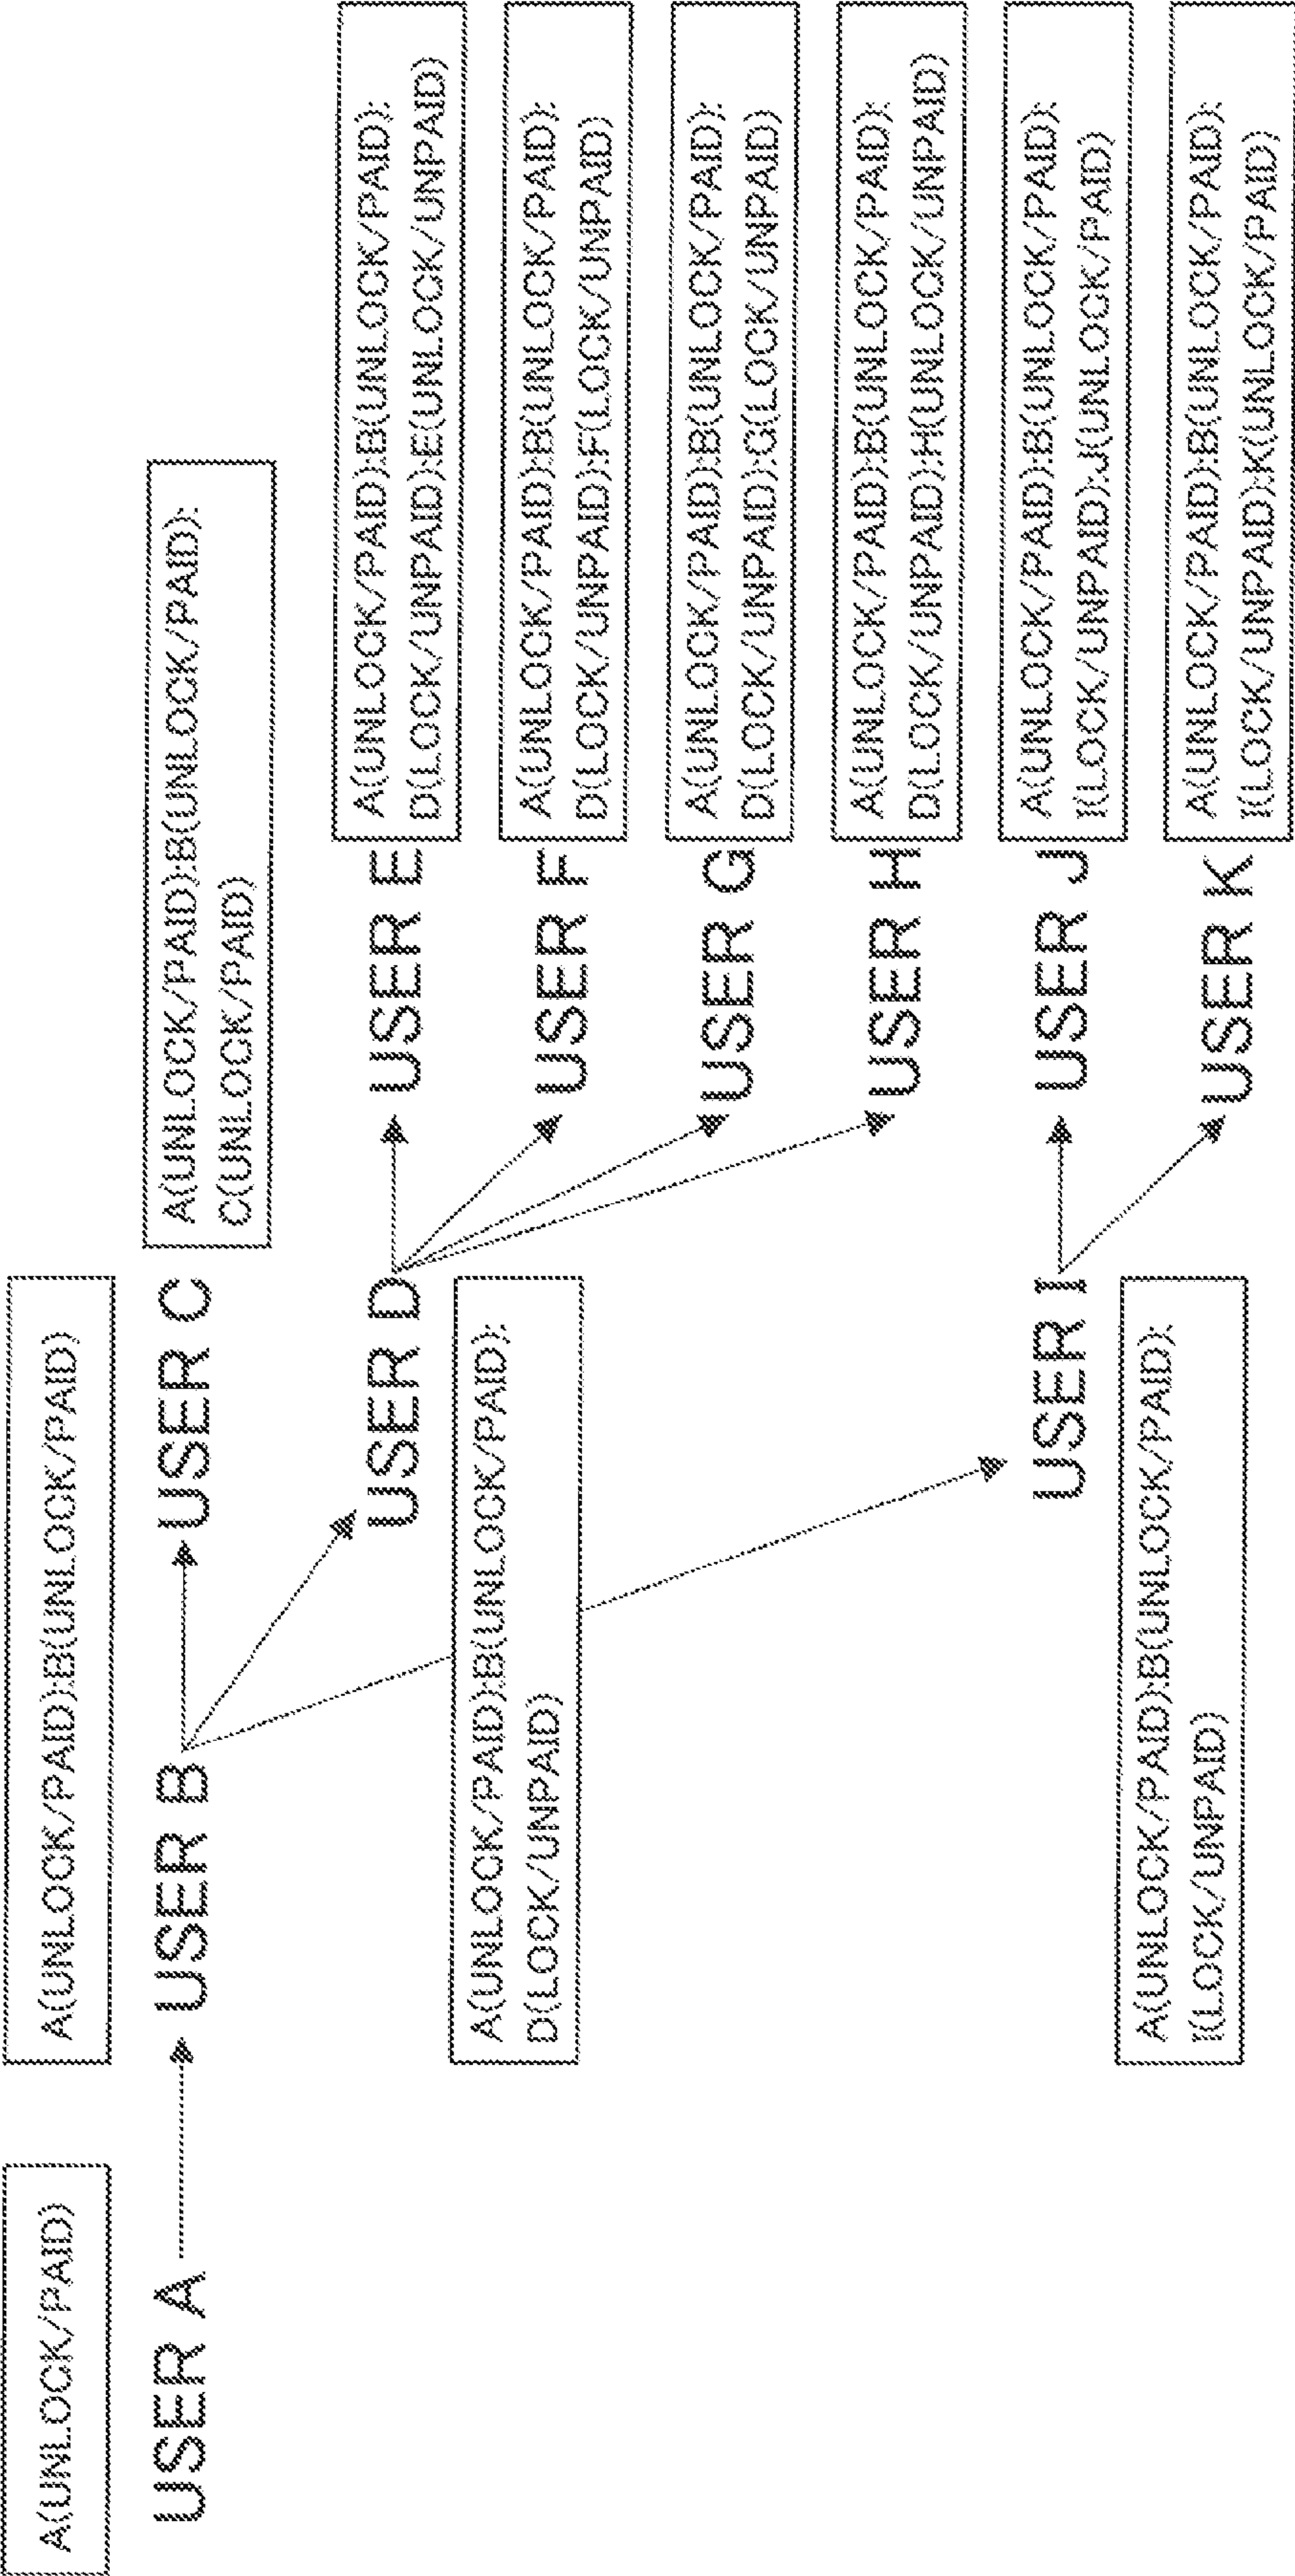 A(UNLOCK/PAID)
USER A
A(UNLOCK/PAID):B(UNLOCK/PAID)
USER B
USER C
A(UNLOCK/PAID):B(UNLOCK/PAID):
C(UNLOCK/PAID)
USER D
A(UNLOCK/PAID):B(UNLOCK/PAID):
D(LOCK/UNPAID)
USER E
A(UNLOCK/PAID):B(UNLOCK/PAID):
D(LOCK/UNPAID):E(UNLOCK/UNPAID)
USER F
A(UNLOCK/PAID):B(UNLOCK/PAID):
D(LOCK/UNPAID):F(LOCK/UNPAID)
USER G
A(UNLOCK/PAID):B(UNLOCK/PAID):
D(LOCK/UNPAID):G(LOCK/UNPAID)
USER H
A(UNLOCK/PAID):B(UNLOCK/PAID):
D(LOCK/UNPAID):H(UNLOCK/UNPAID)
USER I
A(UNLOCK/PAID):B(UNLOCK/PAID):
I(LOCK/UNPAID)
USER J
A(UNLOCK/PAID):B(UNLOCK/PAID):
I(LOCK/UNPAID):J(UNLOCK/PAID)
USER K
A(UNLOCK/PAID):B(UNLOCK/PAID):
I(LOCK/UNPAID):K(UNLOCK/PAID)